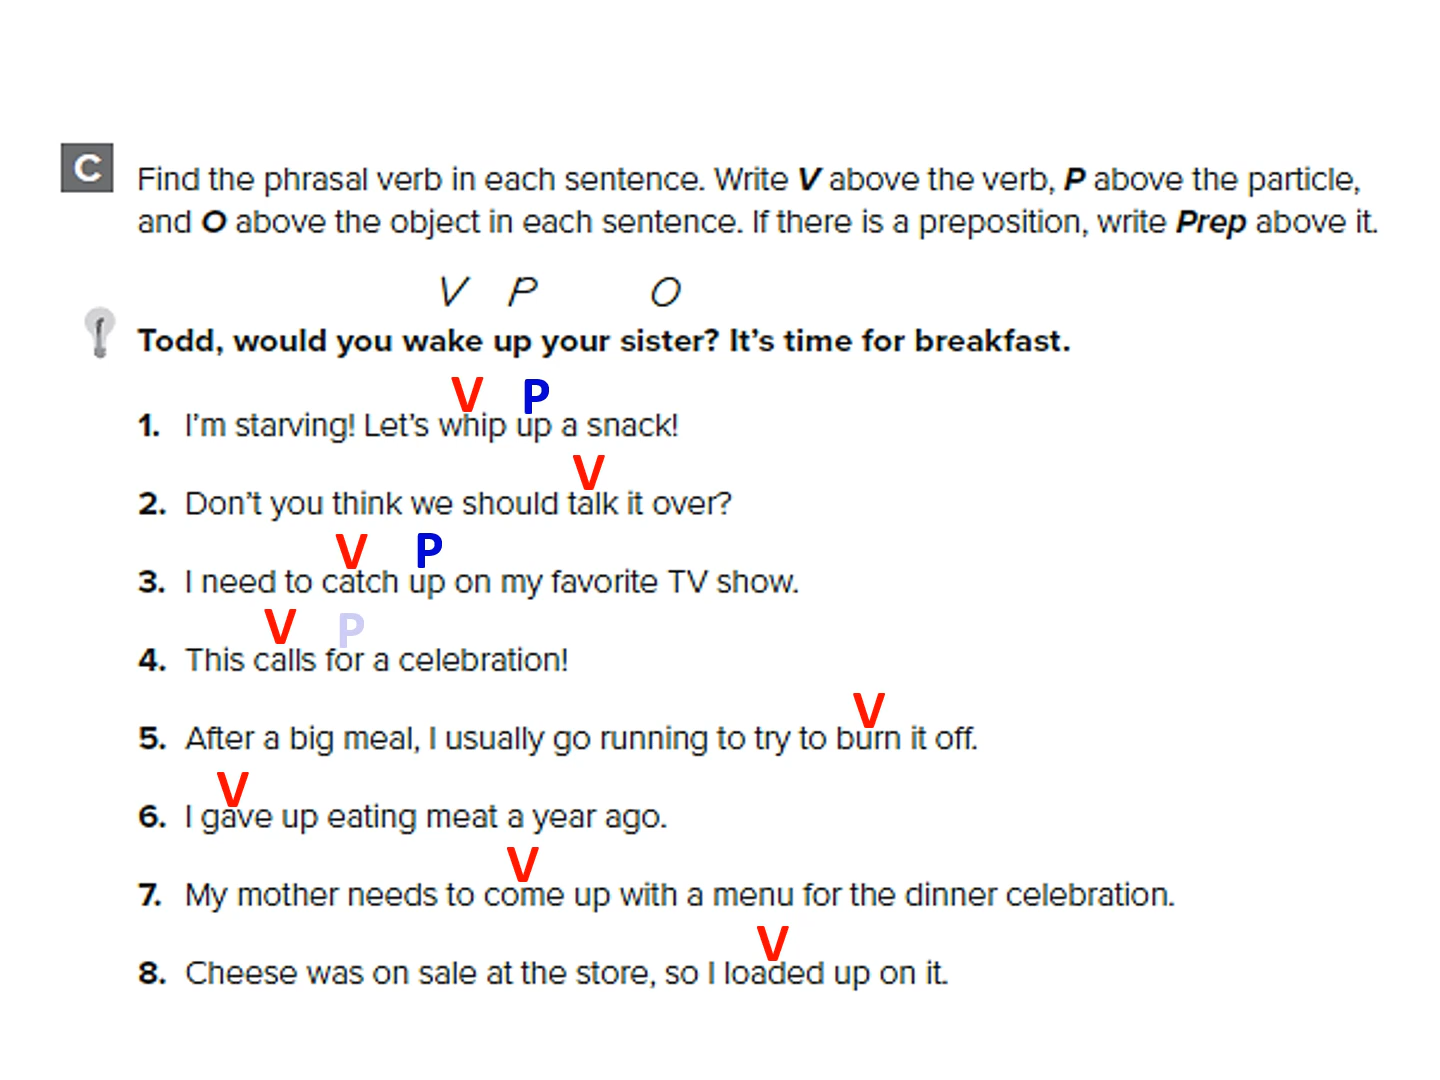 C
Find the phrasal verb in each sentence. Write V above the verb, P above the particle,
and O above the object in each sentence. If there is a preposition, write Prep above it.
V P O
Todd, would you wake up your sister? It's time for breakfast.
V P
1. I'm starving! Let's whip up a snack!
V
2. Don't you think we should talk it over?
V P
3. I need to catch up on my favorite TV show.
V P
4. This calls for a celebration!
V
5. After a big meal, I usually go running to try to burn it off.
V
6. I gave up eating meat a year ago.
V
7. My mother needs to come up with a menu for the dinner celebration.
V
8. Cheese was on sale at the store, so I loaded up on it.